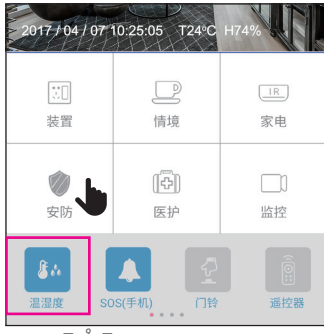 2017 / 04 / 07 10:25:05 T24°C H74%
装置 情境 IR 家电
安防 医护 监控
温湿度 SOS(手机) 门铃 遥控器